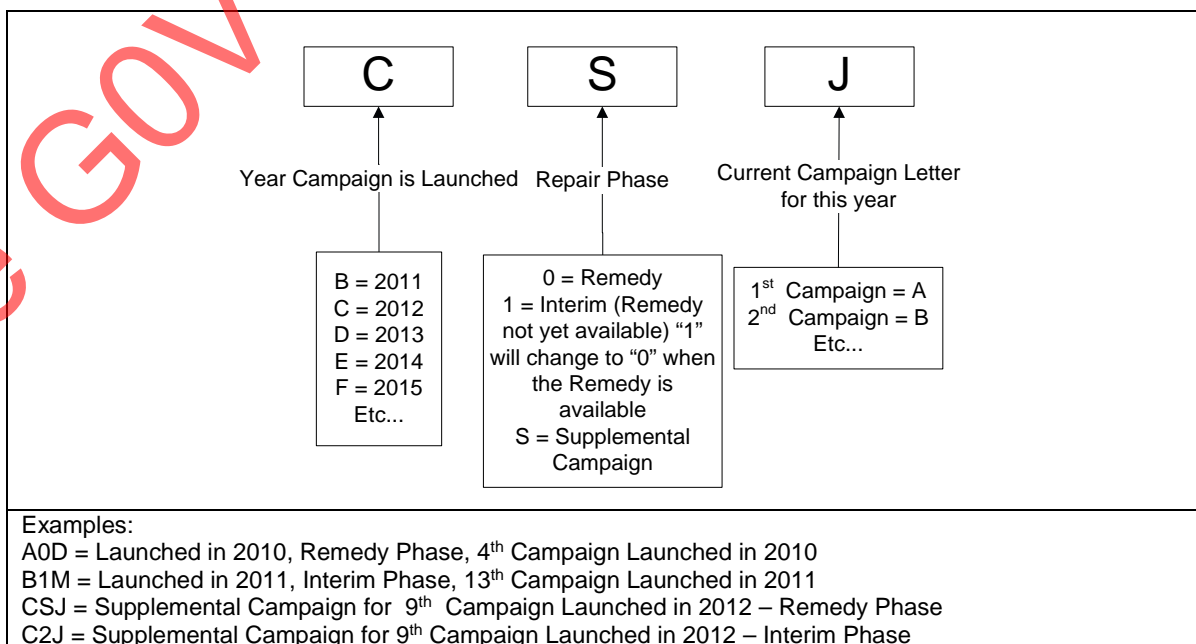 e G0V
C S J
Year Campaign is Launched
Repair Phase
Current Campaign Letter
for this year
B = 2011
C = 2012
D = 2013
E = 2014
F = 2015
Etc...
0 = Remedy
1 = Interim (Remedy
not yet available) “1”
will change to “0” when
the Remedy is
available
S = Supplemental
Campaign
1st Campaign = A
2nd Campaign = B
Etc...
Examples:
A0D = Launched in 2010, Remedy Phase, 4th Campaign Launched in 2010
B1M = Launched in 2011, Interim Phase, 13th Campaign Launched in 2011
CSJ = Supplemental Campaign for 9th Campaign Launched in 2012 – Remedy Phase
C2J = Supplemental Campaign for 9th Campaign Launched in 2012 – Interim Phase